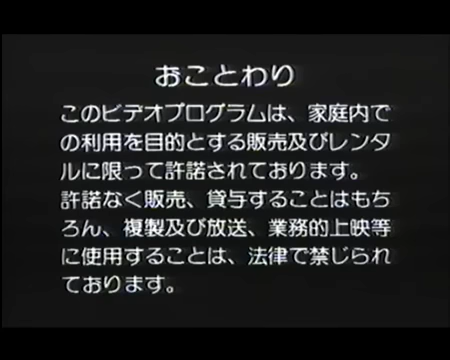 おことわり
このビデオプログラムは、家庭内で
の利用を目的とする販売及びレンタ
ルに限って許諾されております。
許諾なく販売、貸与することはもち
ろん、複製及び放送、業務的上映等
に使用することは、法律で禁じられ
ております。